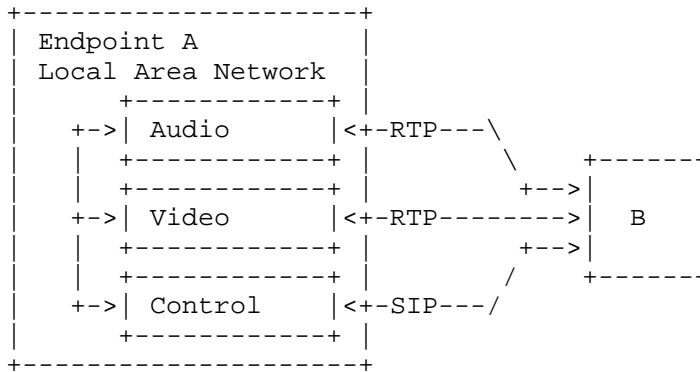 Endpoint A
Local Area Network
Audio
RTP
Video
RTP
B
Control
SIP